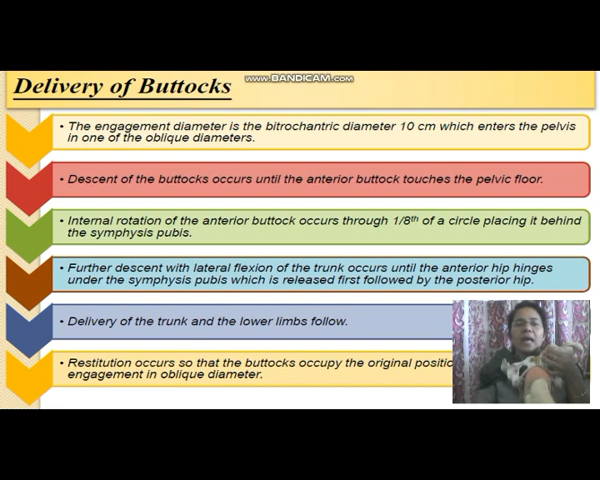 www.BANDICAM.com
Delivery of Buttocks
• The engagement diameter is the bitrochantric diameter 10 cm which enters the pelvis
in one of the oblique diameters.
• Descent of the buttocks occurs until the anterior buttock touches the pelvic floor.
• Internal rotation of the anterior buttock occurs through 1/8th of a circle placing it behind
the symphysis pubis.
• Further descent with lateral flexion of the trunk occurs until the anterior hip hinges
under the symphysis pubis which is released first followed by the posterior hip.
• Delivery of the trunk and the lower limbs follow.
• Restitution occurs so that the buttocks occupy the original
engagement in oblique diameter.